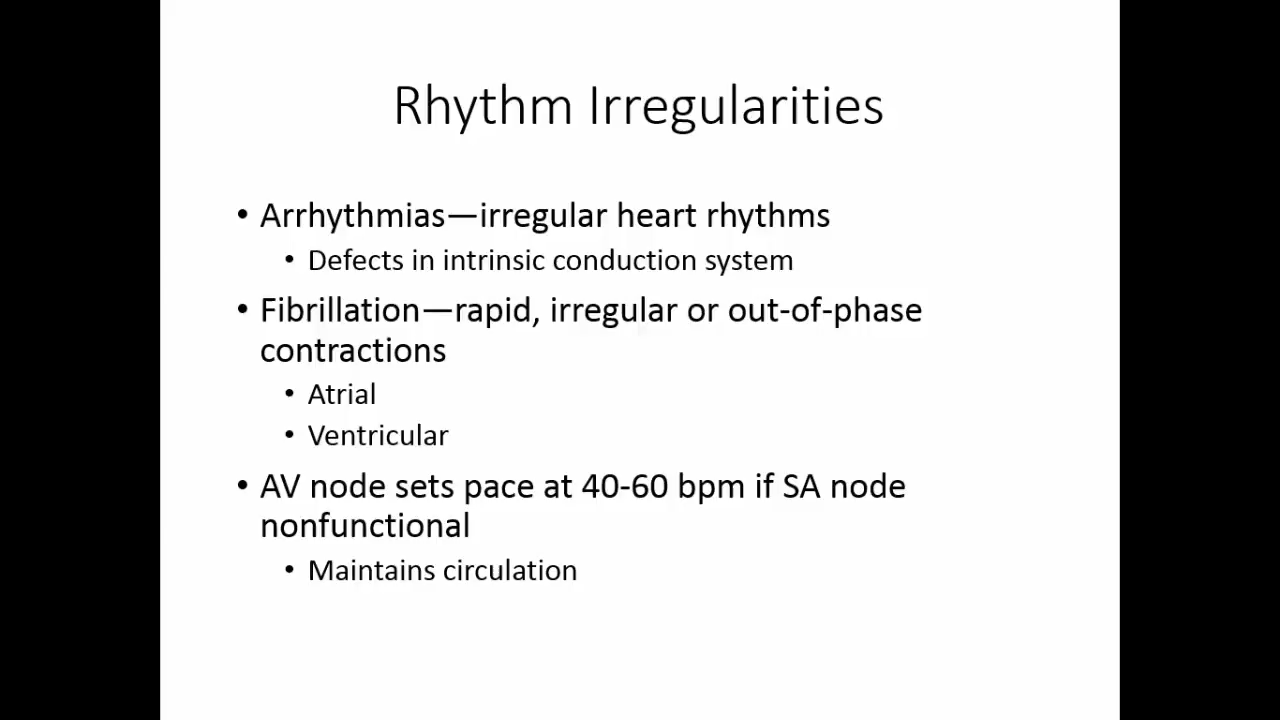 Rhythm Irregularities
• Arrhythmias—irregular heart rhythms
• Defects in intrinsic conduction system
• Fibrillation—rapid, irregular or out-of-phase
contractions
• Atrial
• Ventricular
• AV node sets pace at 40-60 bpm if SA node
nonfunctional
• Maintains circulation